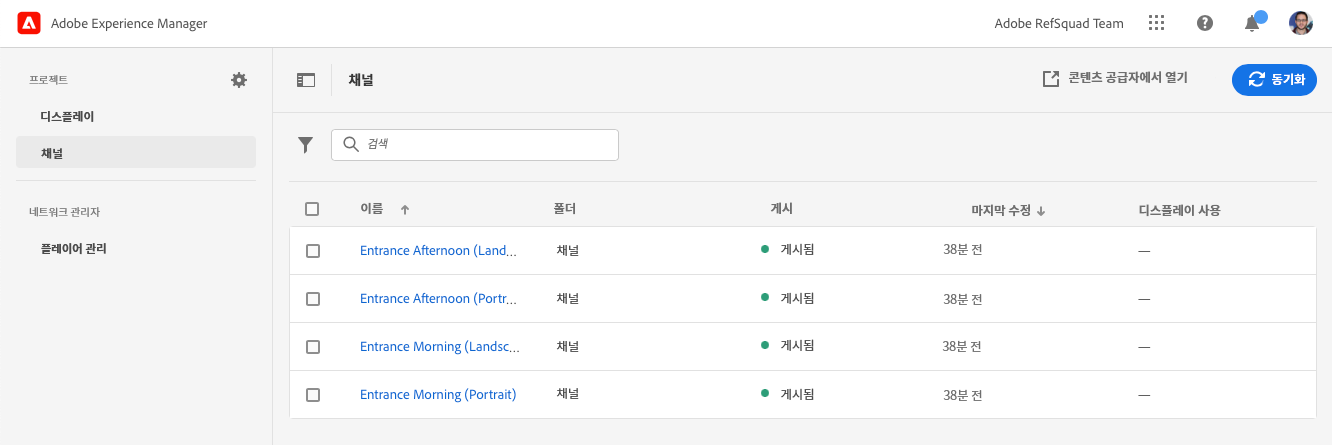 Adobe Experience Manager
Adobe RefSquad Team
프로젝트
디스플레이
채널
네트워크 관리자
플레이어 관리
채널
콘텐츠 공급자에서 열기
동기화
검색
이름 폴더 게시 마지막 수정 디스플레이 사용
Entrance Afternoon (Land... 채널 게시됨 38분 전 —
Entrance Afternoon (Portr... 채널 게시됨 38분 전 —
Entrance Morning (Landsc... 채널 게시됨 38분 전 —
Entrance Morning (Portrait) 채널 게시됨 38분 전 —